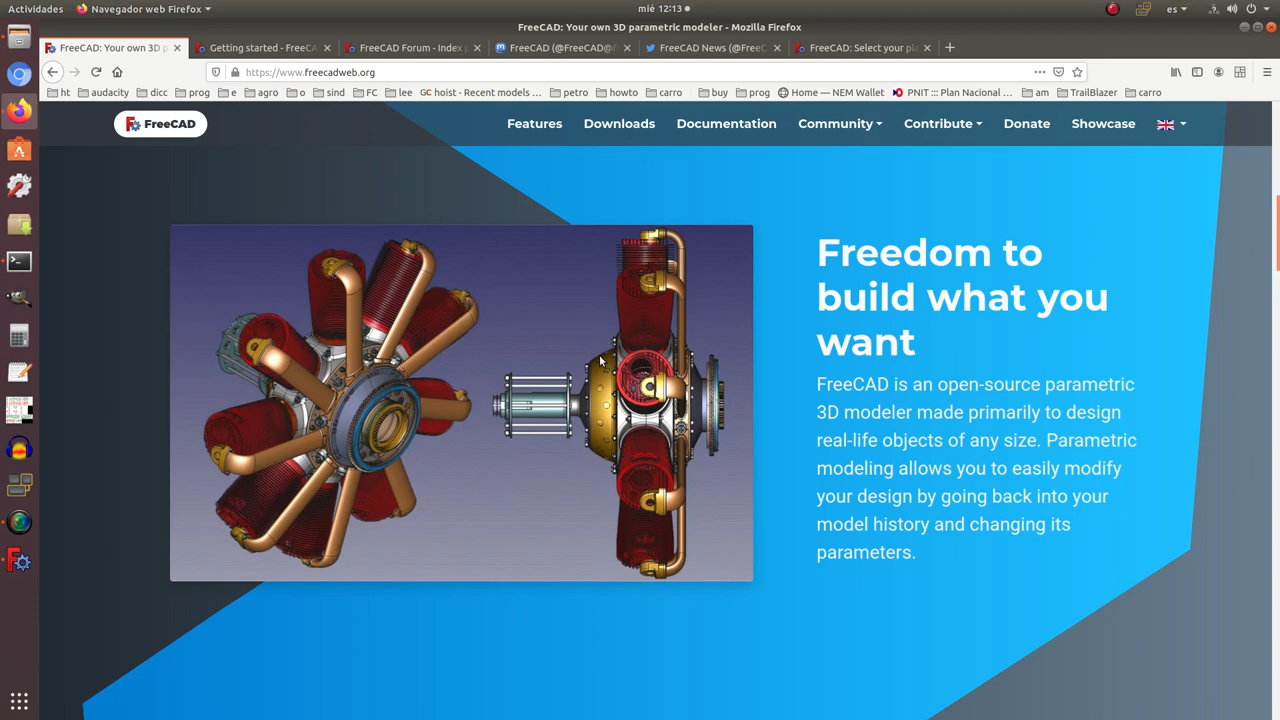 Actividades Navegador web Firefox mié 12:13 es
FreeCAD: Your own 3D parametric modeler - Mozilla Firefox
FreeCAD: Your own 3D p Getting started - FreeCA FreeCAD Forum - Index FreeCAD (@FreeCAD@f FreeCAD News (@FreeC FreeCAD: Select your pl
https://www.freecadweb.org
ht audacity dicc prog e agro o sind FC lee GC hoist - Recent models ... petro howto carro buy prog Home — NEM Wallet PNIT ::: Plan Nacional ... am TrailBlazer carro
FreeCAD Features Downloads Documentation Community Contribute Donate Showcase
Freedom to
build what you
want
FreeCAD is an open-source parametric
3D modeler made primarily to design
real-life objects of any size. Parametric
modeling allows you to easily modify
your design by going back into your
model history and changing its
parameters.